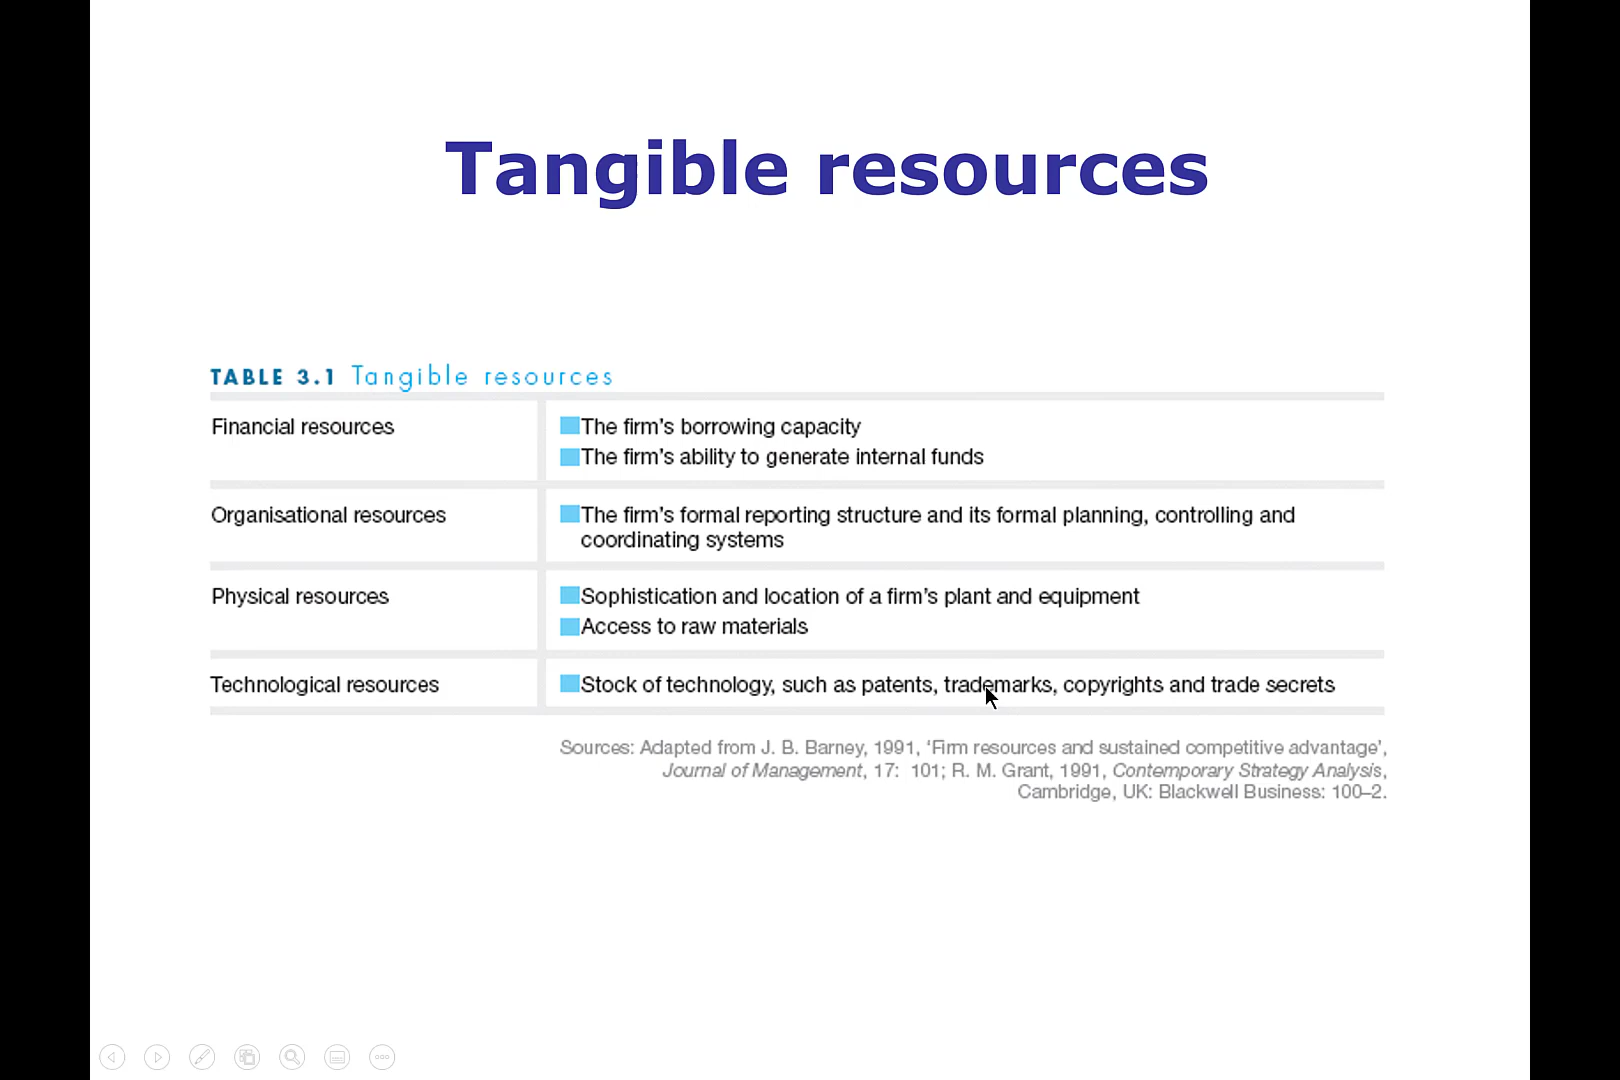 Tangible resources
TABLE 3.1 Tangible resources
Financial resources
The firm's borrowing capacity
The firm's ability to generate internal funds
Organisational resources
The firm's formal reporting structure and its formal planning, controlling and
coordinating systems
Physical resources
Sophistication and location of a firm's plant and equipment
Access to raw materials
Technological resources
Stock of technology, such as patents, trademarks, copyrights and trade secrets
Sources: Adapted from J. B. Barney, 1991, ‘Firm resources and sustained competitive advantage’,
Journal of Management, 17: 101; R. M. Grant, 1991, Contemporary Strategy Analysis,
Cambridge, UK: Blackwell Business: 100–2.